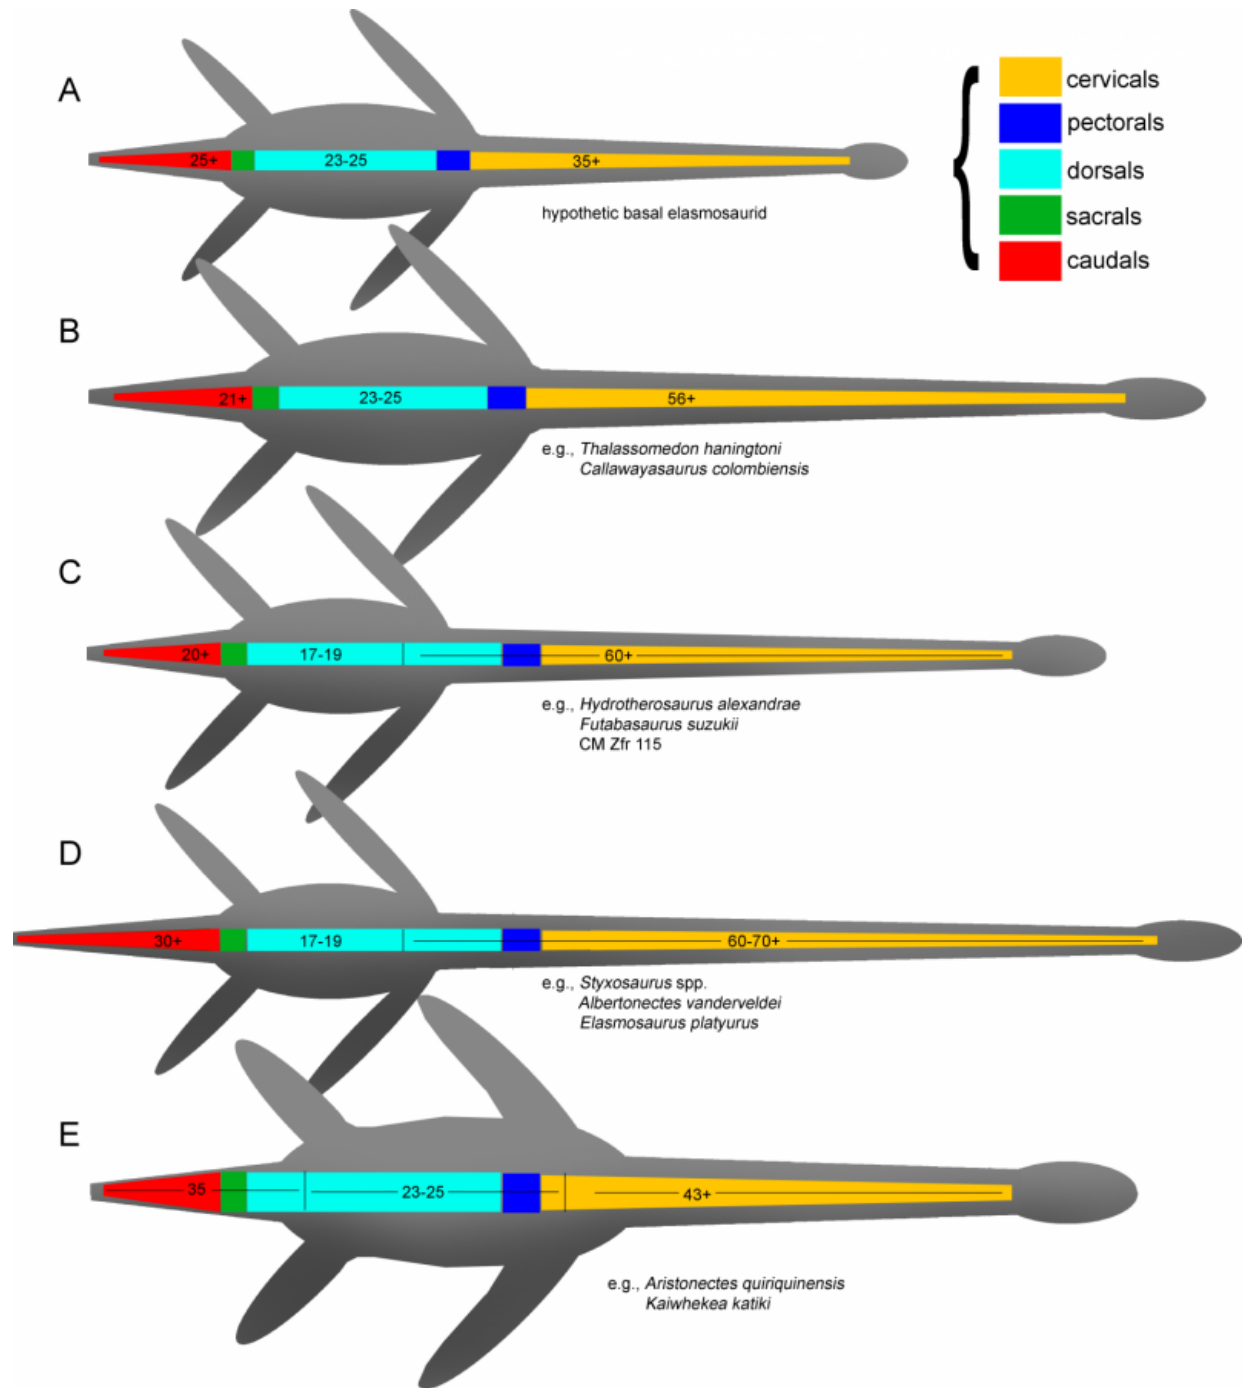 A
25+
23-25
35+
hypothetic basal elasmosaurid
cervicals
pectorals
dorsals
sacrals
caudals
B
21+
23-25
56+
e.g., Thalassomedon haningtoni
Callawayasaurus colombiensis
C
20+
17-19
60+
e.g., Hydrotherosaurus alexandrae
Futabasaurus suzukii
CM Zfr 115
D
30+
17-19
60-70+
e.g., Styxosaurus spp.
Albertonectes vanderveldei
Elasmosaurus platyurus
E
35
23-25
43+
e.g., Aristonectes quiriquinensis
Kaiwhekea katiki